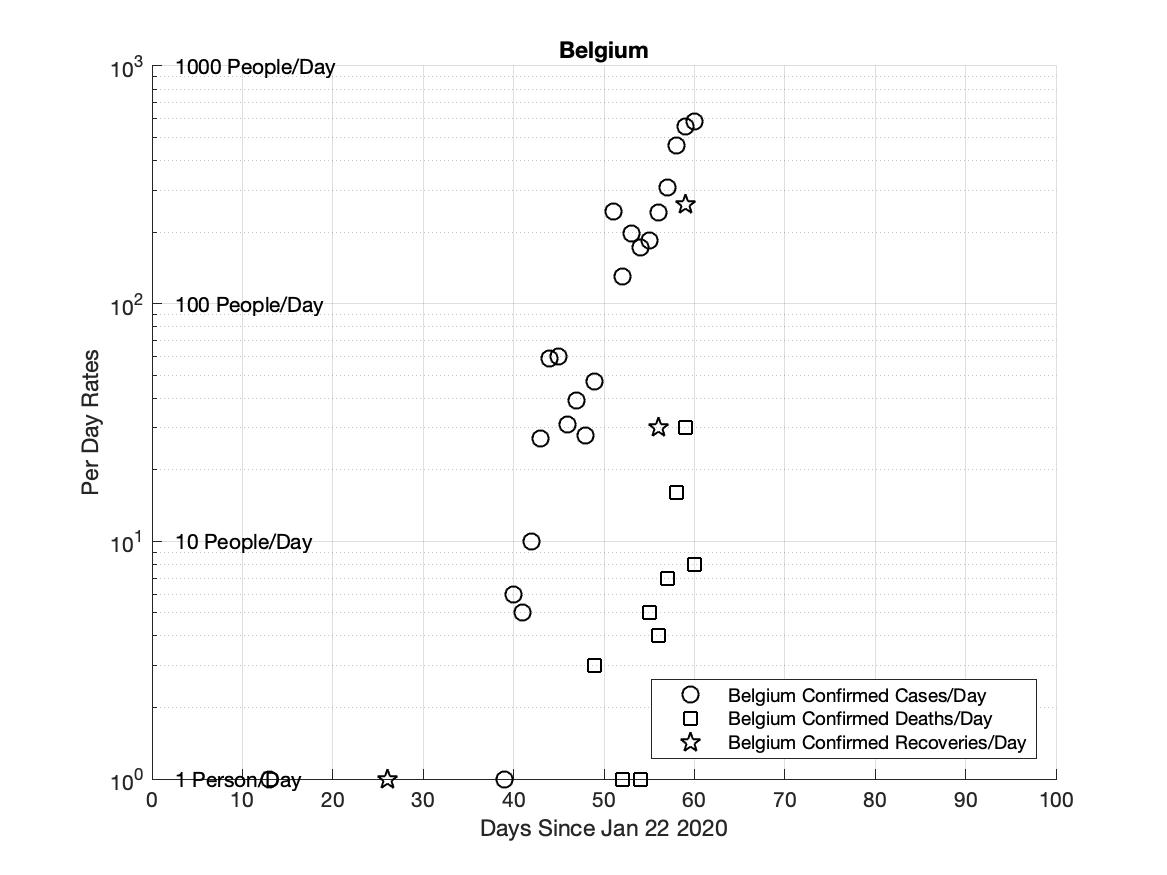 Belgium
10³
1000 People/Day
10²
100 People/Day
10¹
10 People/Day
10⁰
1 Person/Day
0 10 20 30 40 50 60 70 80 90 100
Days Since Jan 22 2020
Per Day Rates
Belgium Confirmed Cases/Day
Belgium Confirmed Deaths/Day
Belgium Confirmed Recoveries/Day